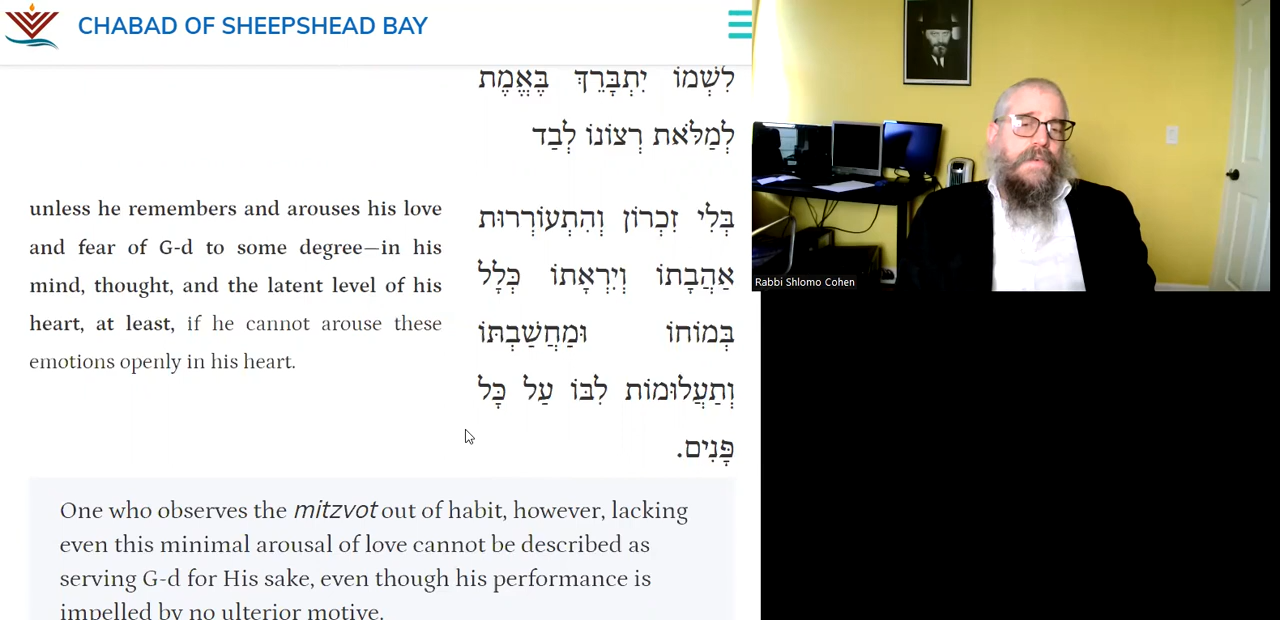 CHABAD OF SHEEPSHEAD BAY
לִשְׁמוֹ יִתְבָּרֵךְ בֶּאֱמֶת
לְמַלֹּאת רְצוֹנוֹ לְבַד
unless he remembers and arouses his love
and fear of G-d to some degree—in his
mind, thought, and the latent level of his
heart, at least, if he cannot arouse these
emotions openly in his heart.
בְּלִי זִכְרוֹן וְהִתְעוֹרְרוּת
אַהֲבָתוֹ וְיִרְאָתוֹ כְּלָל
בְּמוֹחוֹ וּמַחֲשַׁבְתּוֹ
וְתַעֲלוּמוֹת לִבּוֹ עַל כָּל
פָּנִים.
One who observes the mitzvot out of habit, however, lacking
even this minimal arousal of love cannot be described as
serving G-d for His sake, even though his performance is
impelled by no ulterior motive.
Rabbi Shlomo Cohen